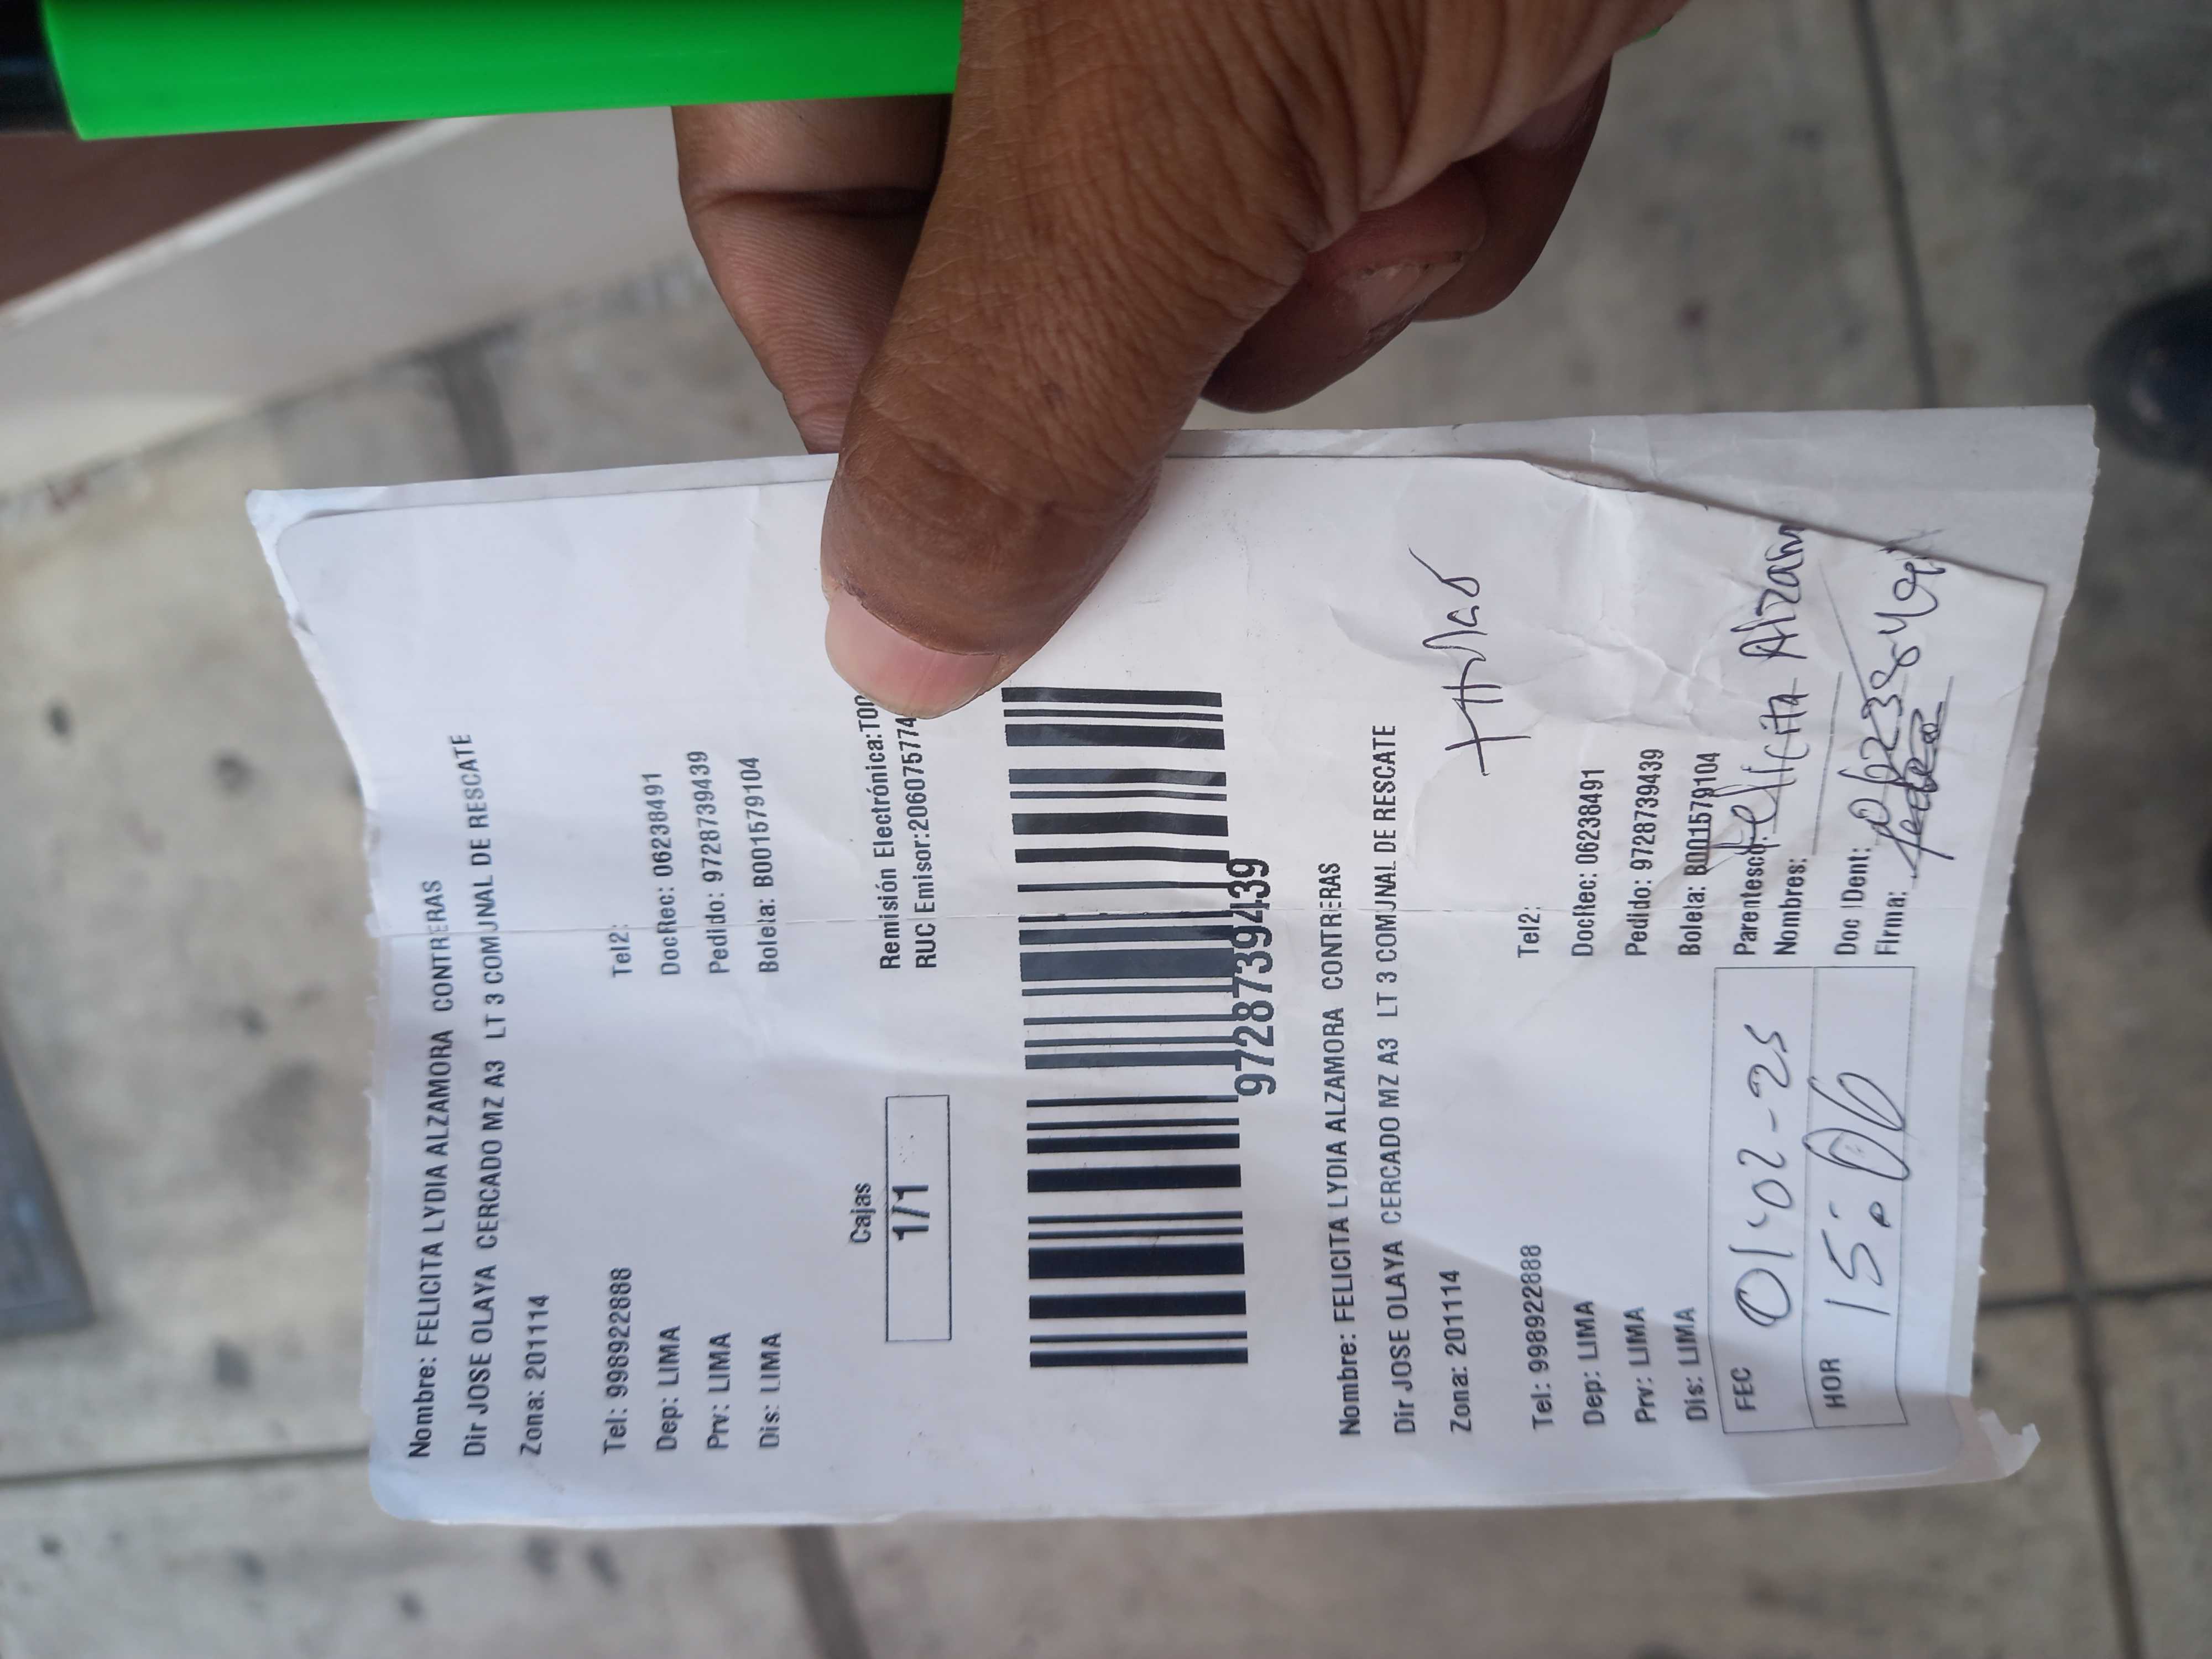 Nombre: FELICITA LYDIA ALZAMORA CONTRERAS
Dir JOSE OLAYA CERCADO MZ A3 LT 3 COMUNAL DE RESCATE
Zona: 201114
Tel: 998922888 Tel2:
Dep: LIMA DocRec: 06238491
Prv: LIMA Pedido: 9728739439
Dis: LIMA Boleta: B001579104
Cajas Remisión Electrónica:T00
1/1 RUC Emisor:206075774
9728739439
Nombre: FELICITA LYDIA ALZAMORA CONTRERAS
Dir JOSE OLAYA CERCADO MZ A3 LT 3 COMUNAL DE RESCATE
Zona: 201114
Tel: 998922888 Tel2:
Dep: LIMA DocRec: 06238491
Prv: LIMA Pedido: 9728739439
Dis: LIMA Boleta: B001579104
FEC 01-02-25 Parentesco:
Nombres: Felicita Alzam
HOR 15:06 Doc IDent:
Firma: